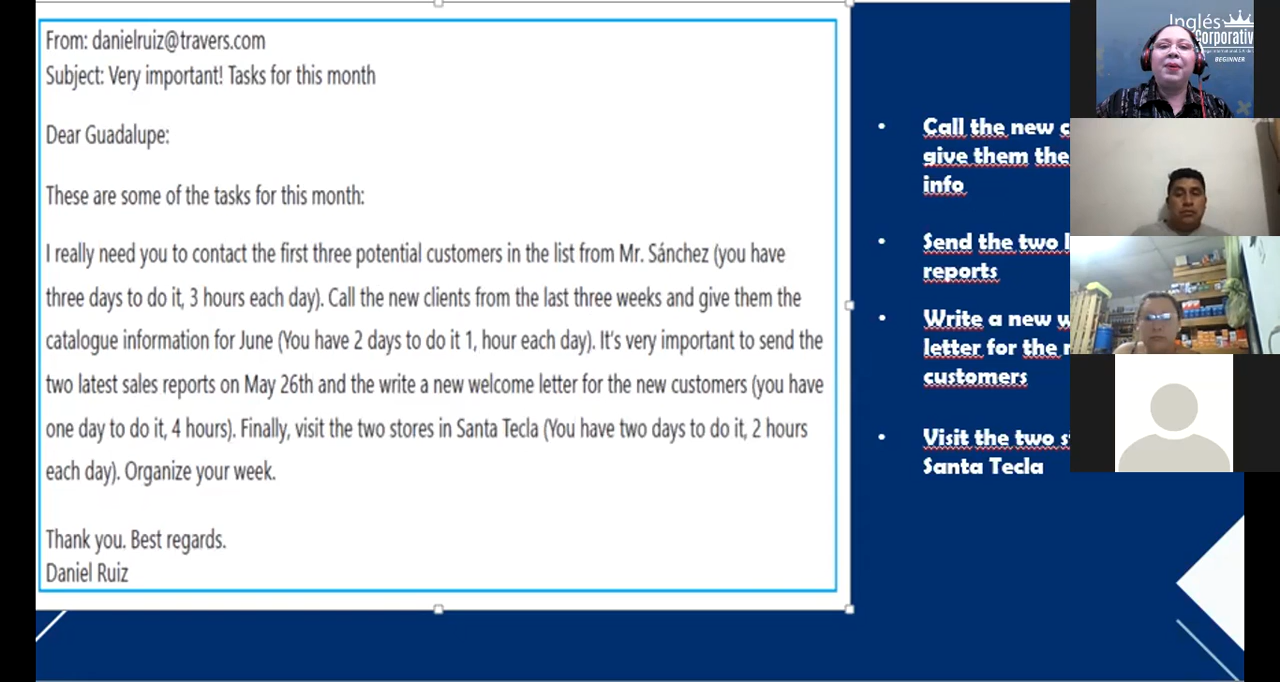 From: danielruiz@travers.com
Subject: Very important! Tasks for this month
Dear Guadalupe:
These are some of the tasks for this month:
I really need you to contact the first three potential customers in the list from Mr. Sánchez (you have
three days to do it, 3 hours each day). Call the new clients from the last three weeks and give them the
catalogue information for June (You have 2 days to do it 1, hour each day). It's very important to send the
two latest sales reports on May 26th and the write a new welcome letter for the new customers (you have
one day to do it, 4 hours). Finally, visit the two stores in Santa Tecla (You have two days to do it, 2 hours
each day). Organize your week.
Thank you. Best regards.
Daniel Ruiz
• Call the new
give them the
info
• Send the two
reports
• Write a new
letter for the
customers
• Visit the two
Santa Tecla
Inglés
Corporativ
BEGINNER